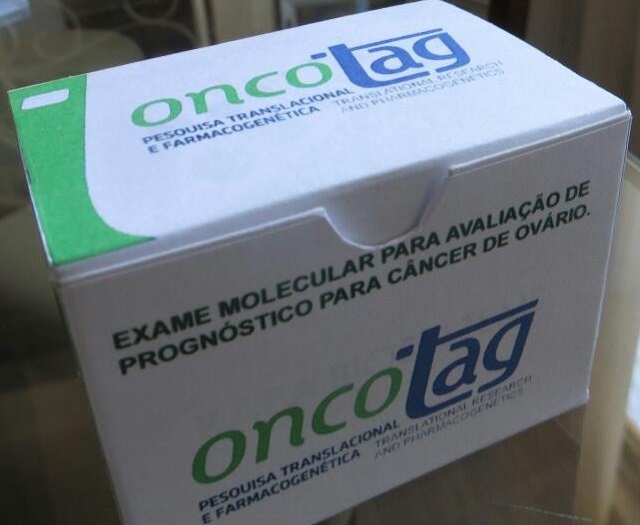 oncotag
PESQUISA TRANSLACIONAL
E FARMACOGENÉTICA
TRANSLATIONAL RESEARCH
AND PHARMACOGENETICS
EXAME MOLECULAR PARA AVALIAÇÃO DE
PROGNÓSTICO PARA CÂNCER DE OVÁRIO.
oncotag
PESQUISA TRANSLACIONAL
E FARMACOGENÉTICA
TRANSLATIONAL RESEARCH
AND PHARMACOGENETICS